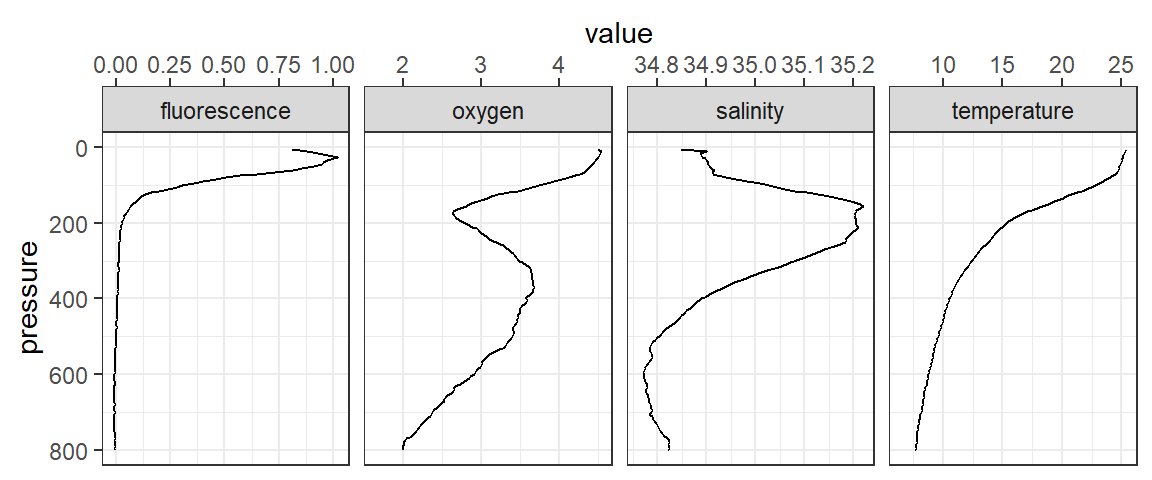 value
0.00 0.25 0.50 0.75 1.00 2 3 4 34.8 34.9 35.0 35.1 35.2 10 15 20 25
fluorescence oxygen salinity temperature
0
200
400
600
800
pressure